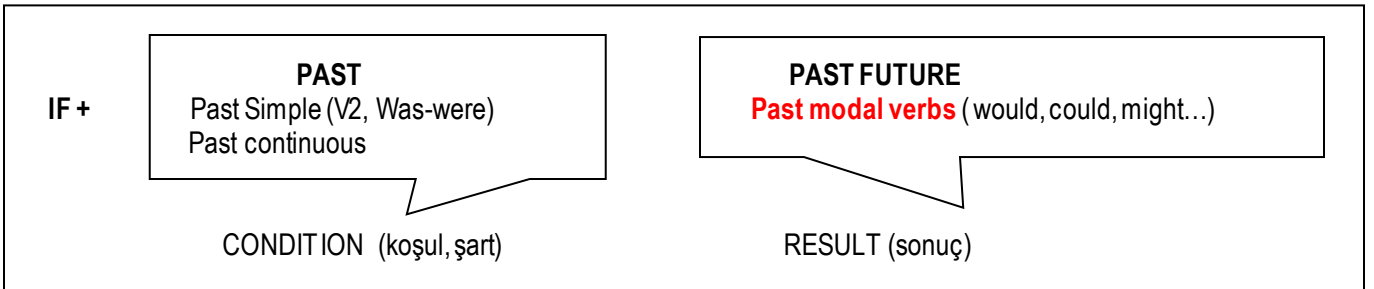 PAST
PAST FUTURE
IF + Past Simple (V2, Was-were)
Past modal verbs ( would, could, might…)
Past continuous
CONDITION (koşul, şart)
RESULT (sonuç)